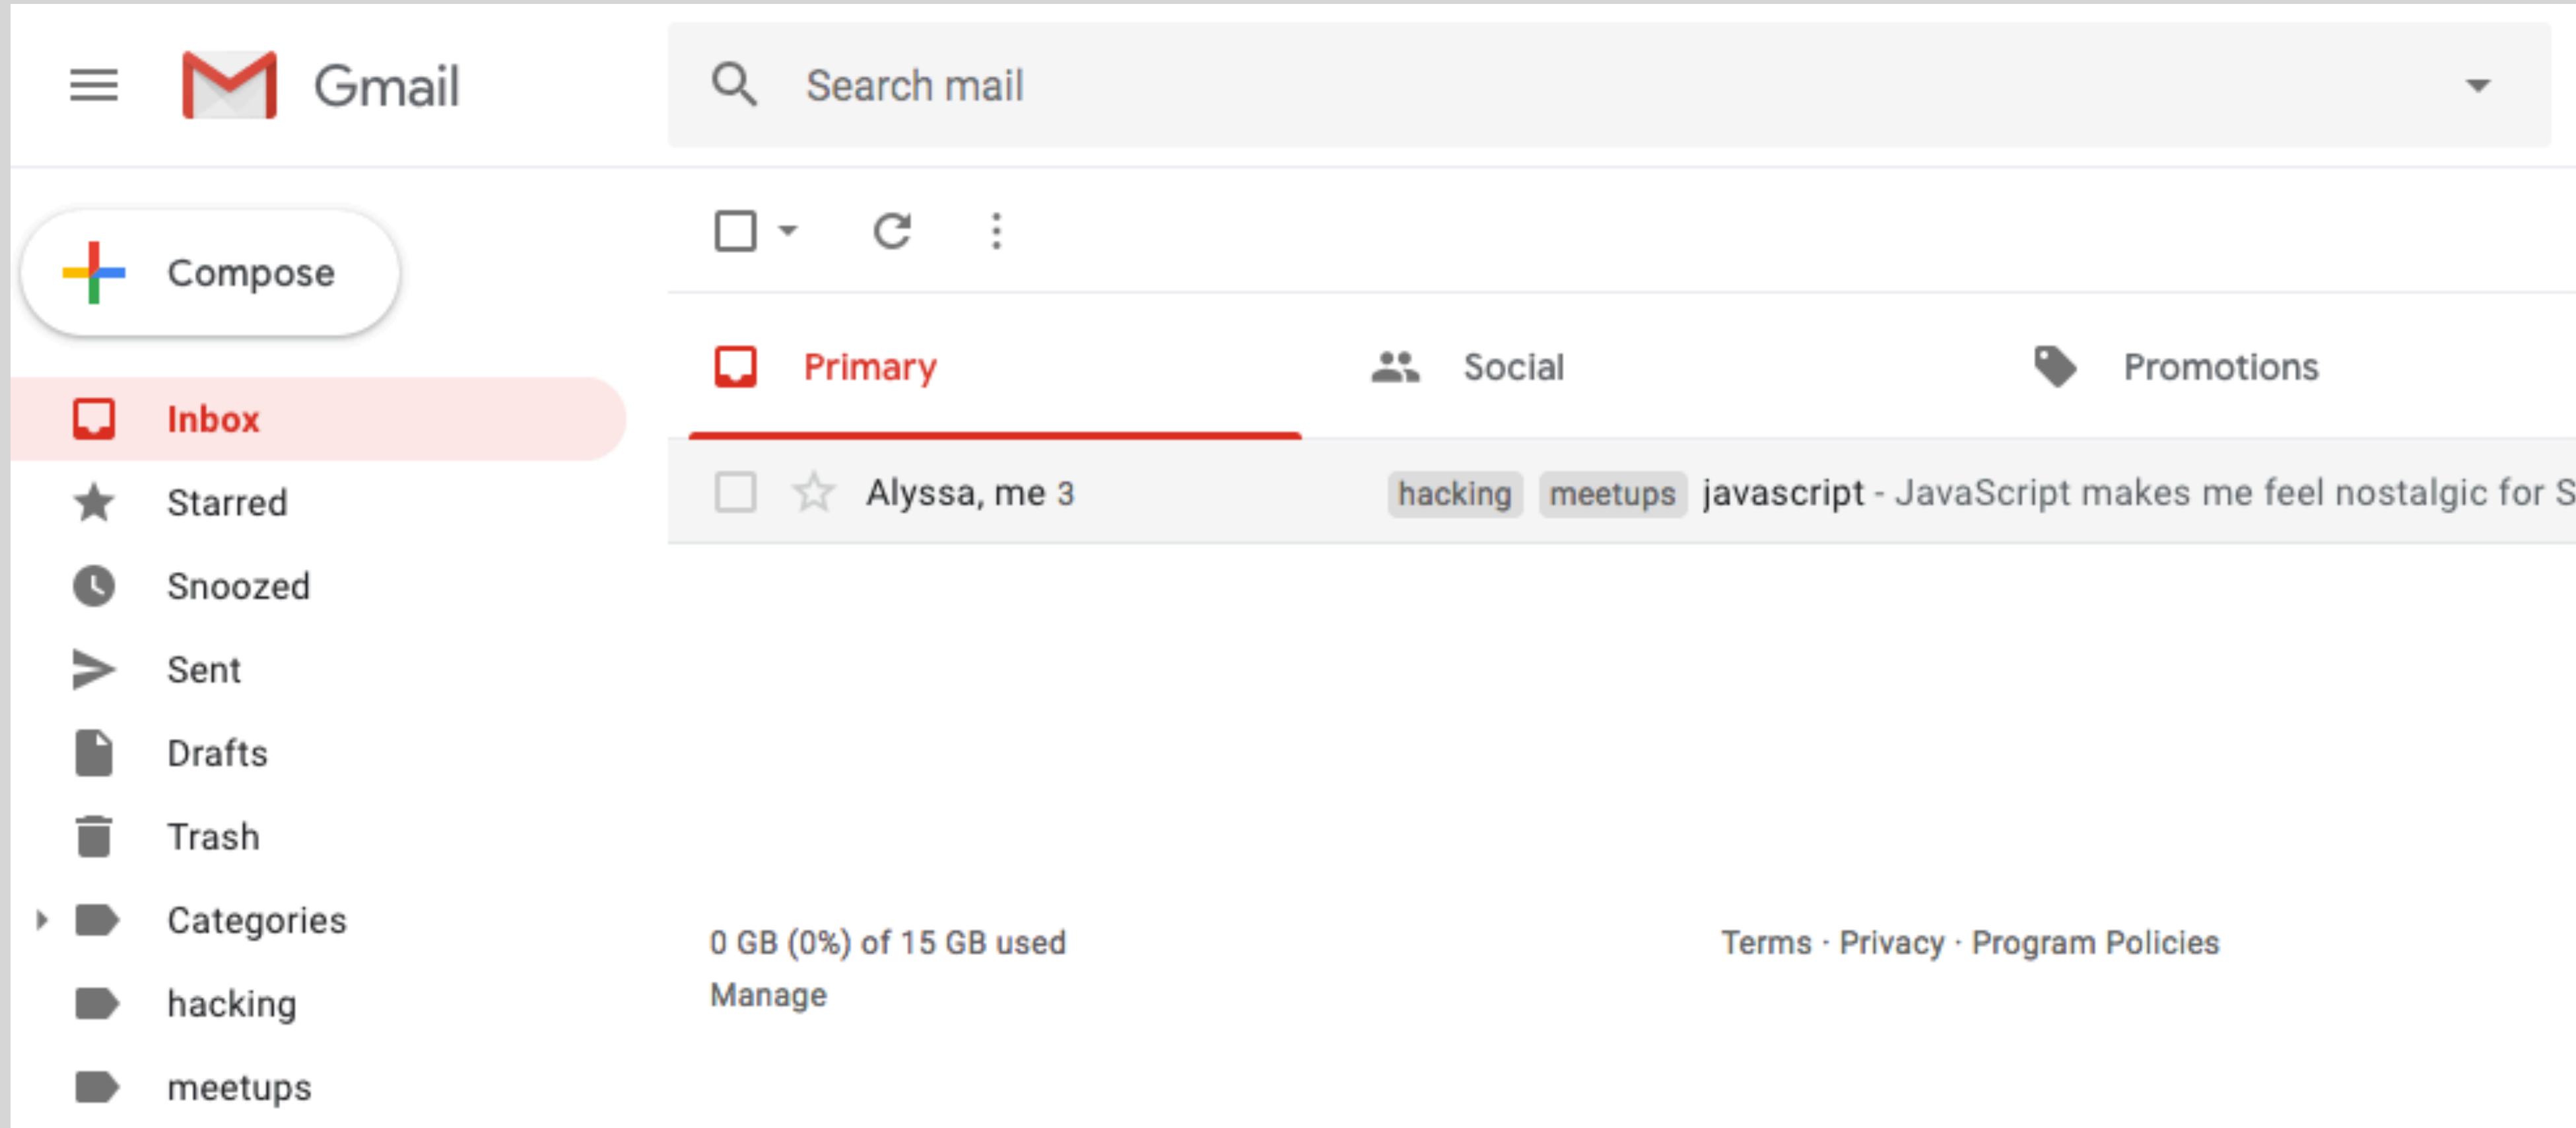 Gmail
Search mail
Compose
Primary
Social
Promotions
Inbox
Alyssa, me 3
hacking meetups javascript - JavaScript makes me feel nostalgic for S
Starred
Snoozed
Sent
Drafts
Trash
Categories
hacking
meetups
0 GB (0%) of 15 GB used
Manage
Terms · Privacy · Program Policies